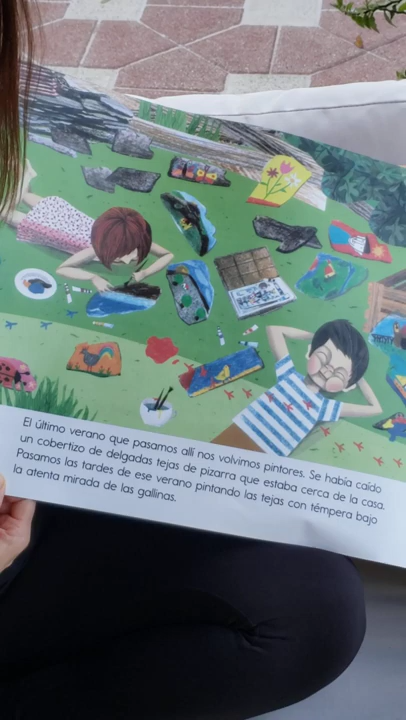 El último verano que pasamos allí nos volvimos pintores. Se había caído
un cobertizo de delgadas tejas de pizarra que estaba cerca de la casa.
Pasamos las tardes de ese verano pintando las tejas con témpera bajo
la atenta mirada de las gallinas.